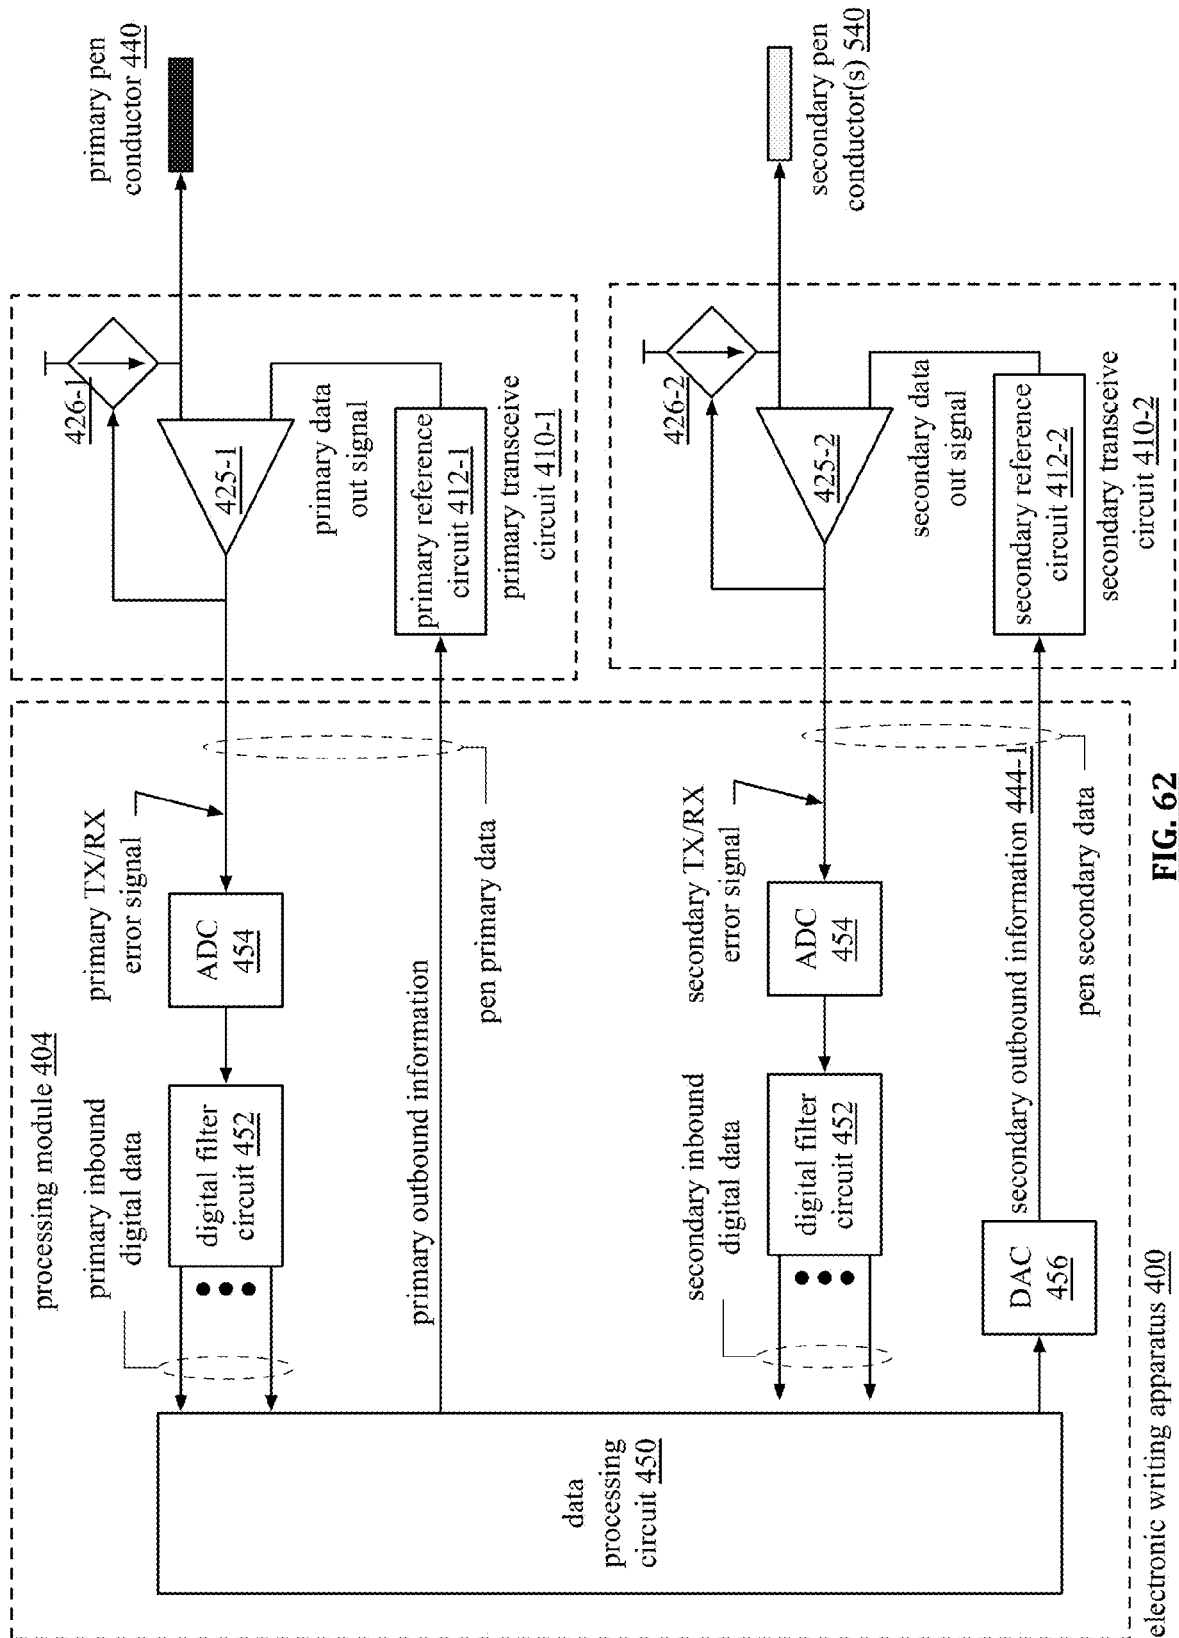 primary pen
conductor 440
secondary pen
conductor(s) 540
426-1
425-1
primary data
out signal
primary reference
circuit 412-1
primary transceive
circuit 410-1
426-2
425-2
secondary data
out signal
secondary reference
circuit 412-2
secondary transceive
circuit 410-2
processing module 404
primary TX/RX
error signal
ADC
454
primary inbound
digital data
digital filter
circuit 452
primary outbound information
pen primary data
secondary TX/RX
error signal
ADC
454
secondary inbound
digital data
digital filter
circuit 452
secondary outbound information 444-1
pen secondary data
DAC
456
data
processing
circuit 450
electronic writing apparatus 400
FIG. 62